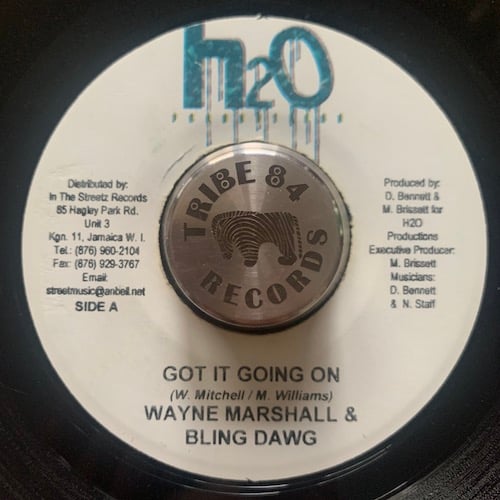 h2O
PRODUCTIONS
Distributed by:
In The Streetz Records
65 Hagley Park Rd.
Unit 3
Kgn. 11, Jamaica W. I.
Tel.: (876) 960-2104
Fax: (876) 929-3767
Email:
streetmusic@anbell.net
SIDE A
TRIBE 84
RECORDS
Produced by:
D. Bennett &
M. Brissett for
H2O
Productions
Executive Producer:
M. Brissett
Musicians:
D. Bennett
& N. Staff
GOT IT GOING ON
(W. Mitchell / M. Williams)
WAYNE MARSHALL &
BLING DAWG